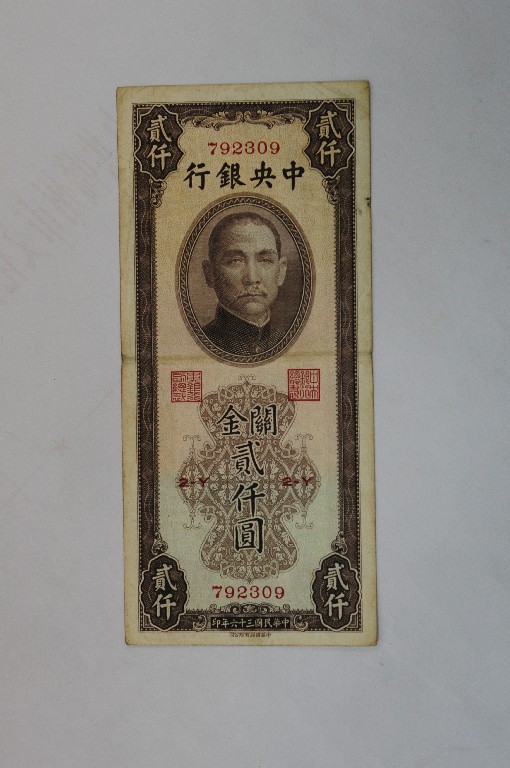 貳仟
貳仟
792309
中央銀行
關金
貳仟圓
2-Y
2-Y
792309
貳仟
貳仟
中華民國三十六年印